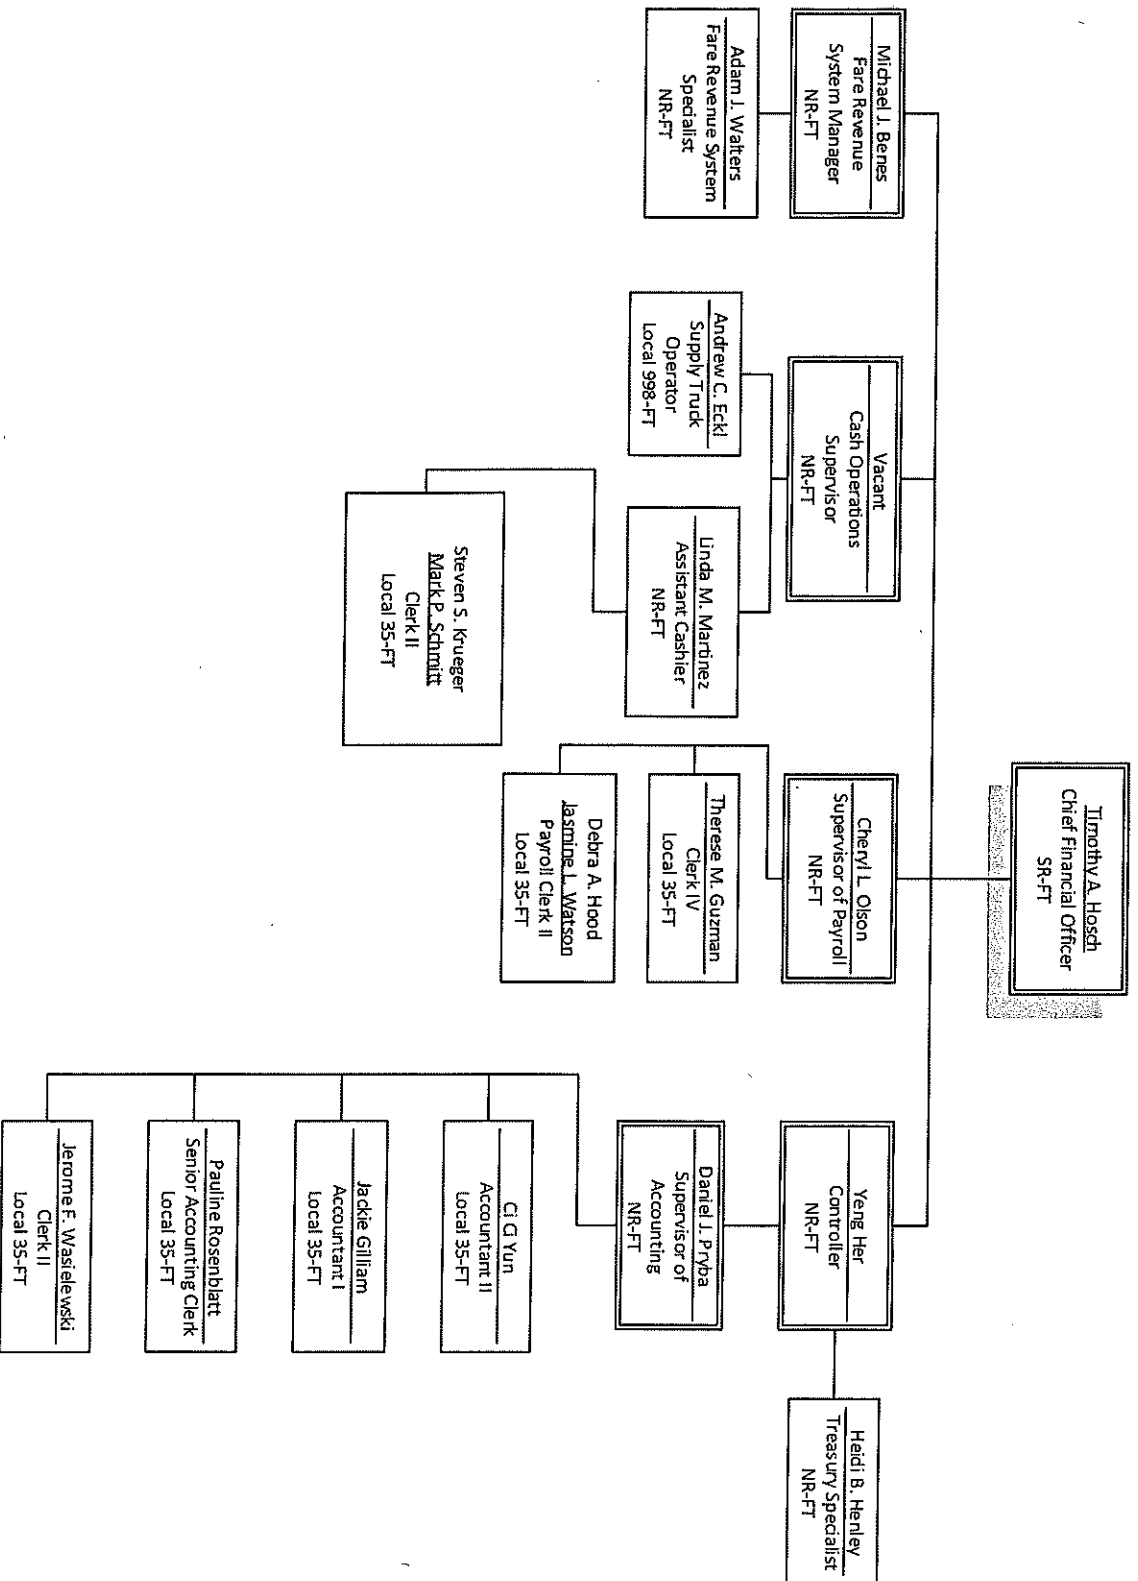 Timothy A. Hosch
Chief Financial Officer
SR-FT
Michael J. Benes
Fare Revenue
System Manager
NR-FT
Adam J. Walters
Fare Revenue System
Specialist
NR-FT
Vacant
Cash Operations
Supervisor
NR-FT
Andrew C. Eckl
Supply Truck
Operator
Local 998-FT
Linda M. Martinez
Assistant Cashier
NR-FT
Steven S. Krueger
Mark P. Schmitt
Clerk II
Local 35-FT
Cheryl L. Olson
Supervisor of Payroll
NR-FT
Therese M. Guzman
Clerk IV
Local 35-FT
Debra A. Hood
Jasmine L. Watson
Payroll Clerk II
Local 35-FT
Yeng Her
Controller
NR-FT
Heidi B. Henley
Treasury Specialist
NR-FT
Daniel J. Pryba
Supervisor of
Accounting
NR-FT
Ci Ci Yun
Accountant II
Local 35-FT
Jackie Gilliam
Accountant I
Local 35-FT
Pauline Rosenblatt
Senior Accounting Clerk
Local 35-FT
Jerome F. Wasielewski
Clerk II
Local 35-FT